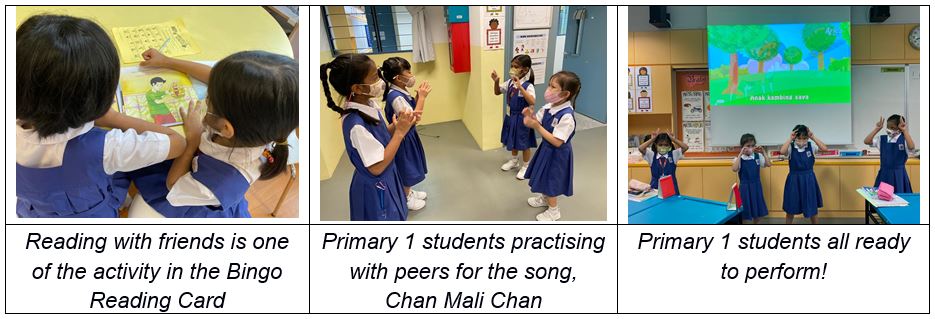 Anak kambing saya
Reading with friends is one
of the activity in the Bingo
Reading Card
Primary 1 students practising
with peers for the song,
Chan Mali Chan
Primary 1 students all ready
to perform!